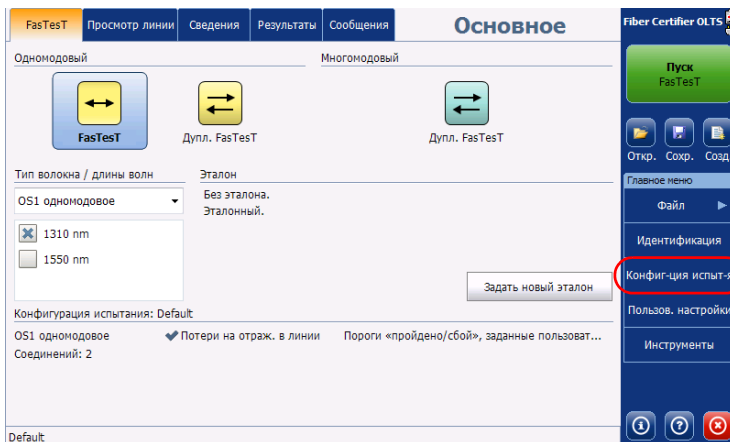 FasTesT Просмотр линии Сведения Результаты Сообщения Основное
Fiber Certifier OLTS
Одномодовый
Многомодовый
FasTesT
Дупл. FasTesT
Дупл. FasTesT
Тип волокна / длины волн
Эталон
OS1 одномодовое
Без эталона.
Эталонный.
1310 nm
1550 nm
Задать новый эталон
Конфигурация испытания: Default
OS1 одномодовое
Потери на отраж. в линии
Пороги «пройдено/сбой», заданные пользоват...
Соединений: 2
Default
Пуск
FasTesT
Откр. Сохр. Созд
Главное меню
Файл
Идентификация
Конфиг-ция испыт-я
Пользов. настройки
Инструменты